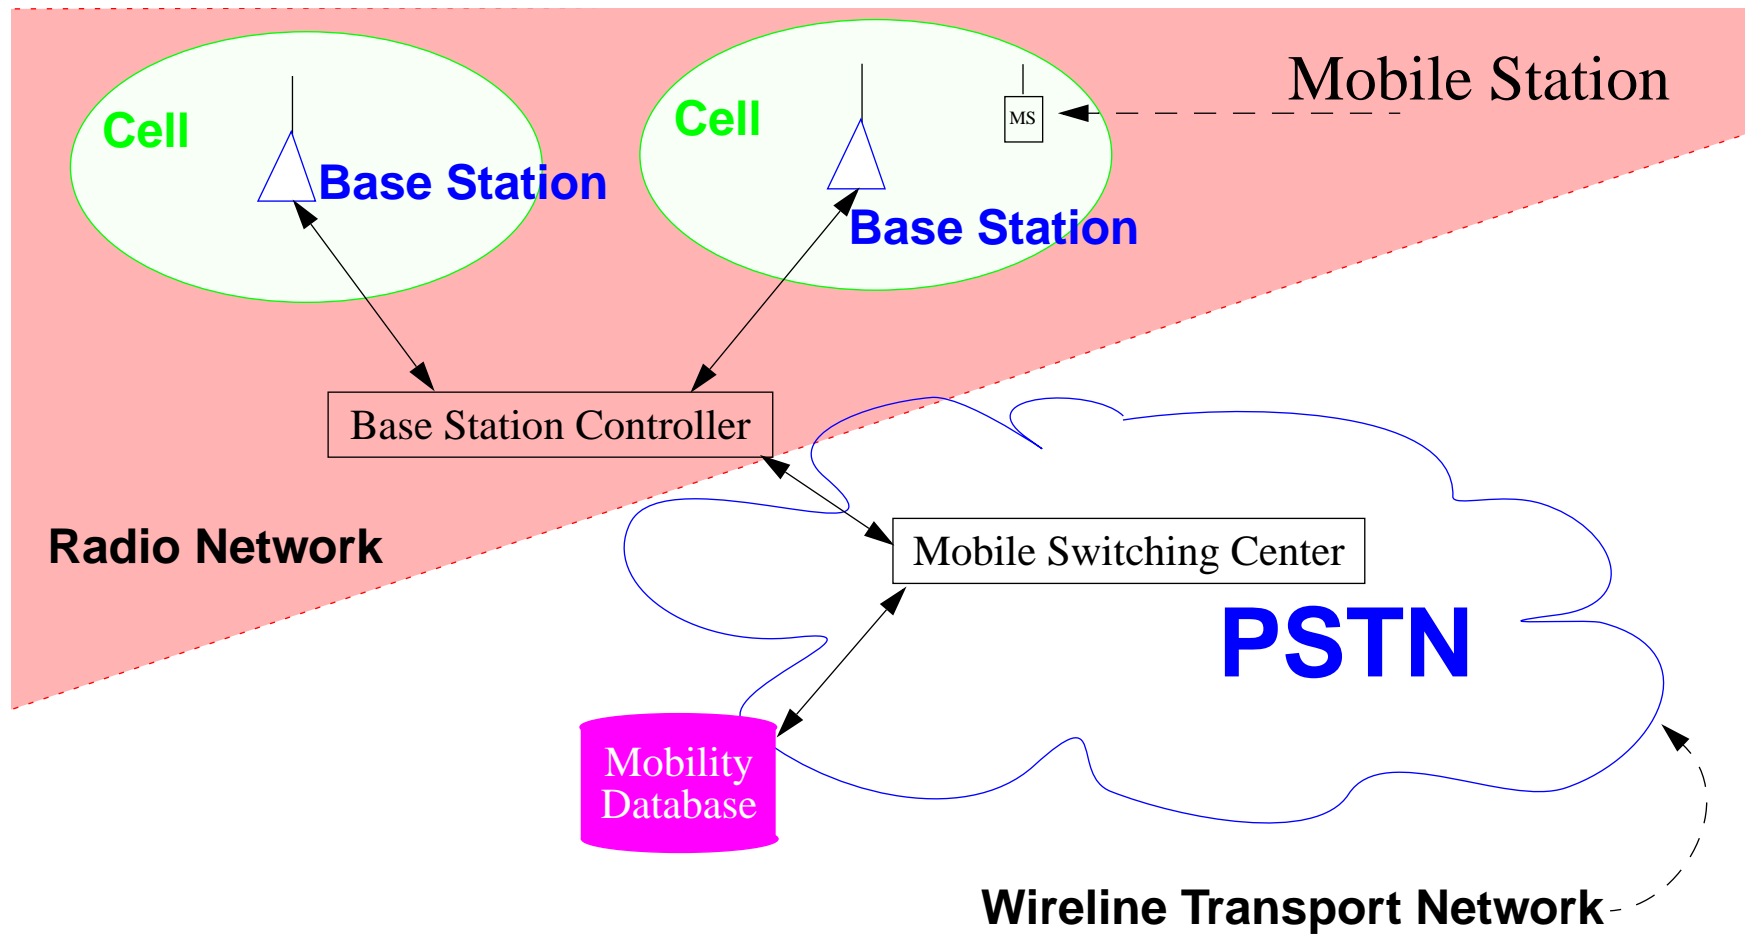 Mobile Station
Cell
Cell
MS
Base Station
Base Station
Base Station Controller
Radio Network
Mobile Switching Center
PSTN
Mobility
Database
Wireline Transport Network